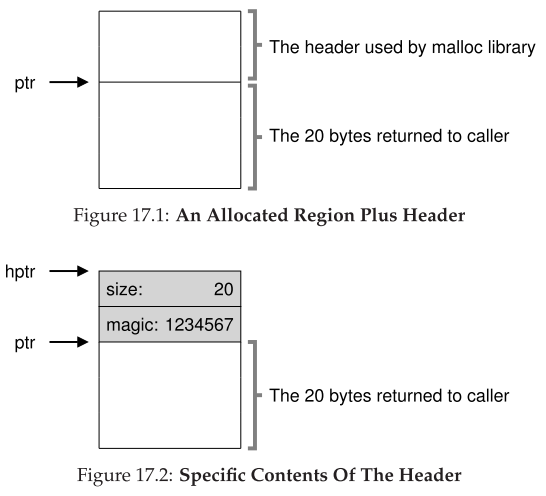 The header used by malloc library
ptr
The 20 bytes returned to caller
Figure 17.1: An Allocated Region Plus Header
hptr
size: 20
magic: 1234567
ptr
The 20 bytes returned to caller
Figure 17.2: Specific Contents Of The Header